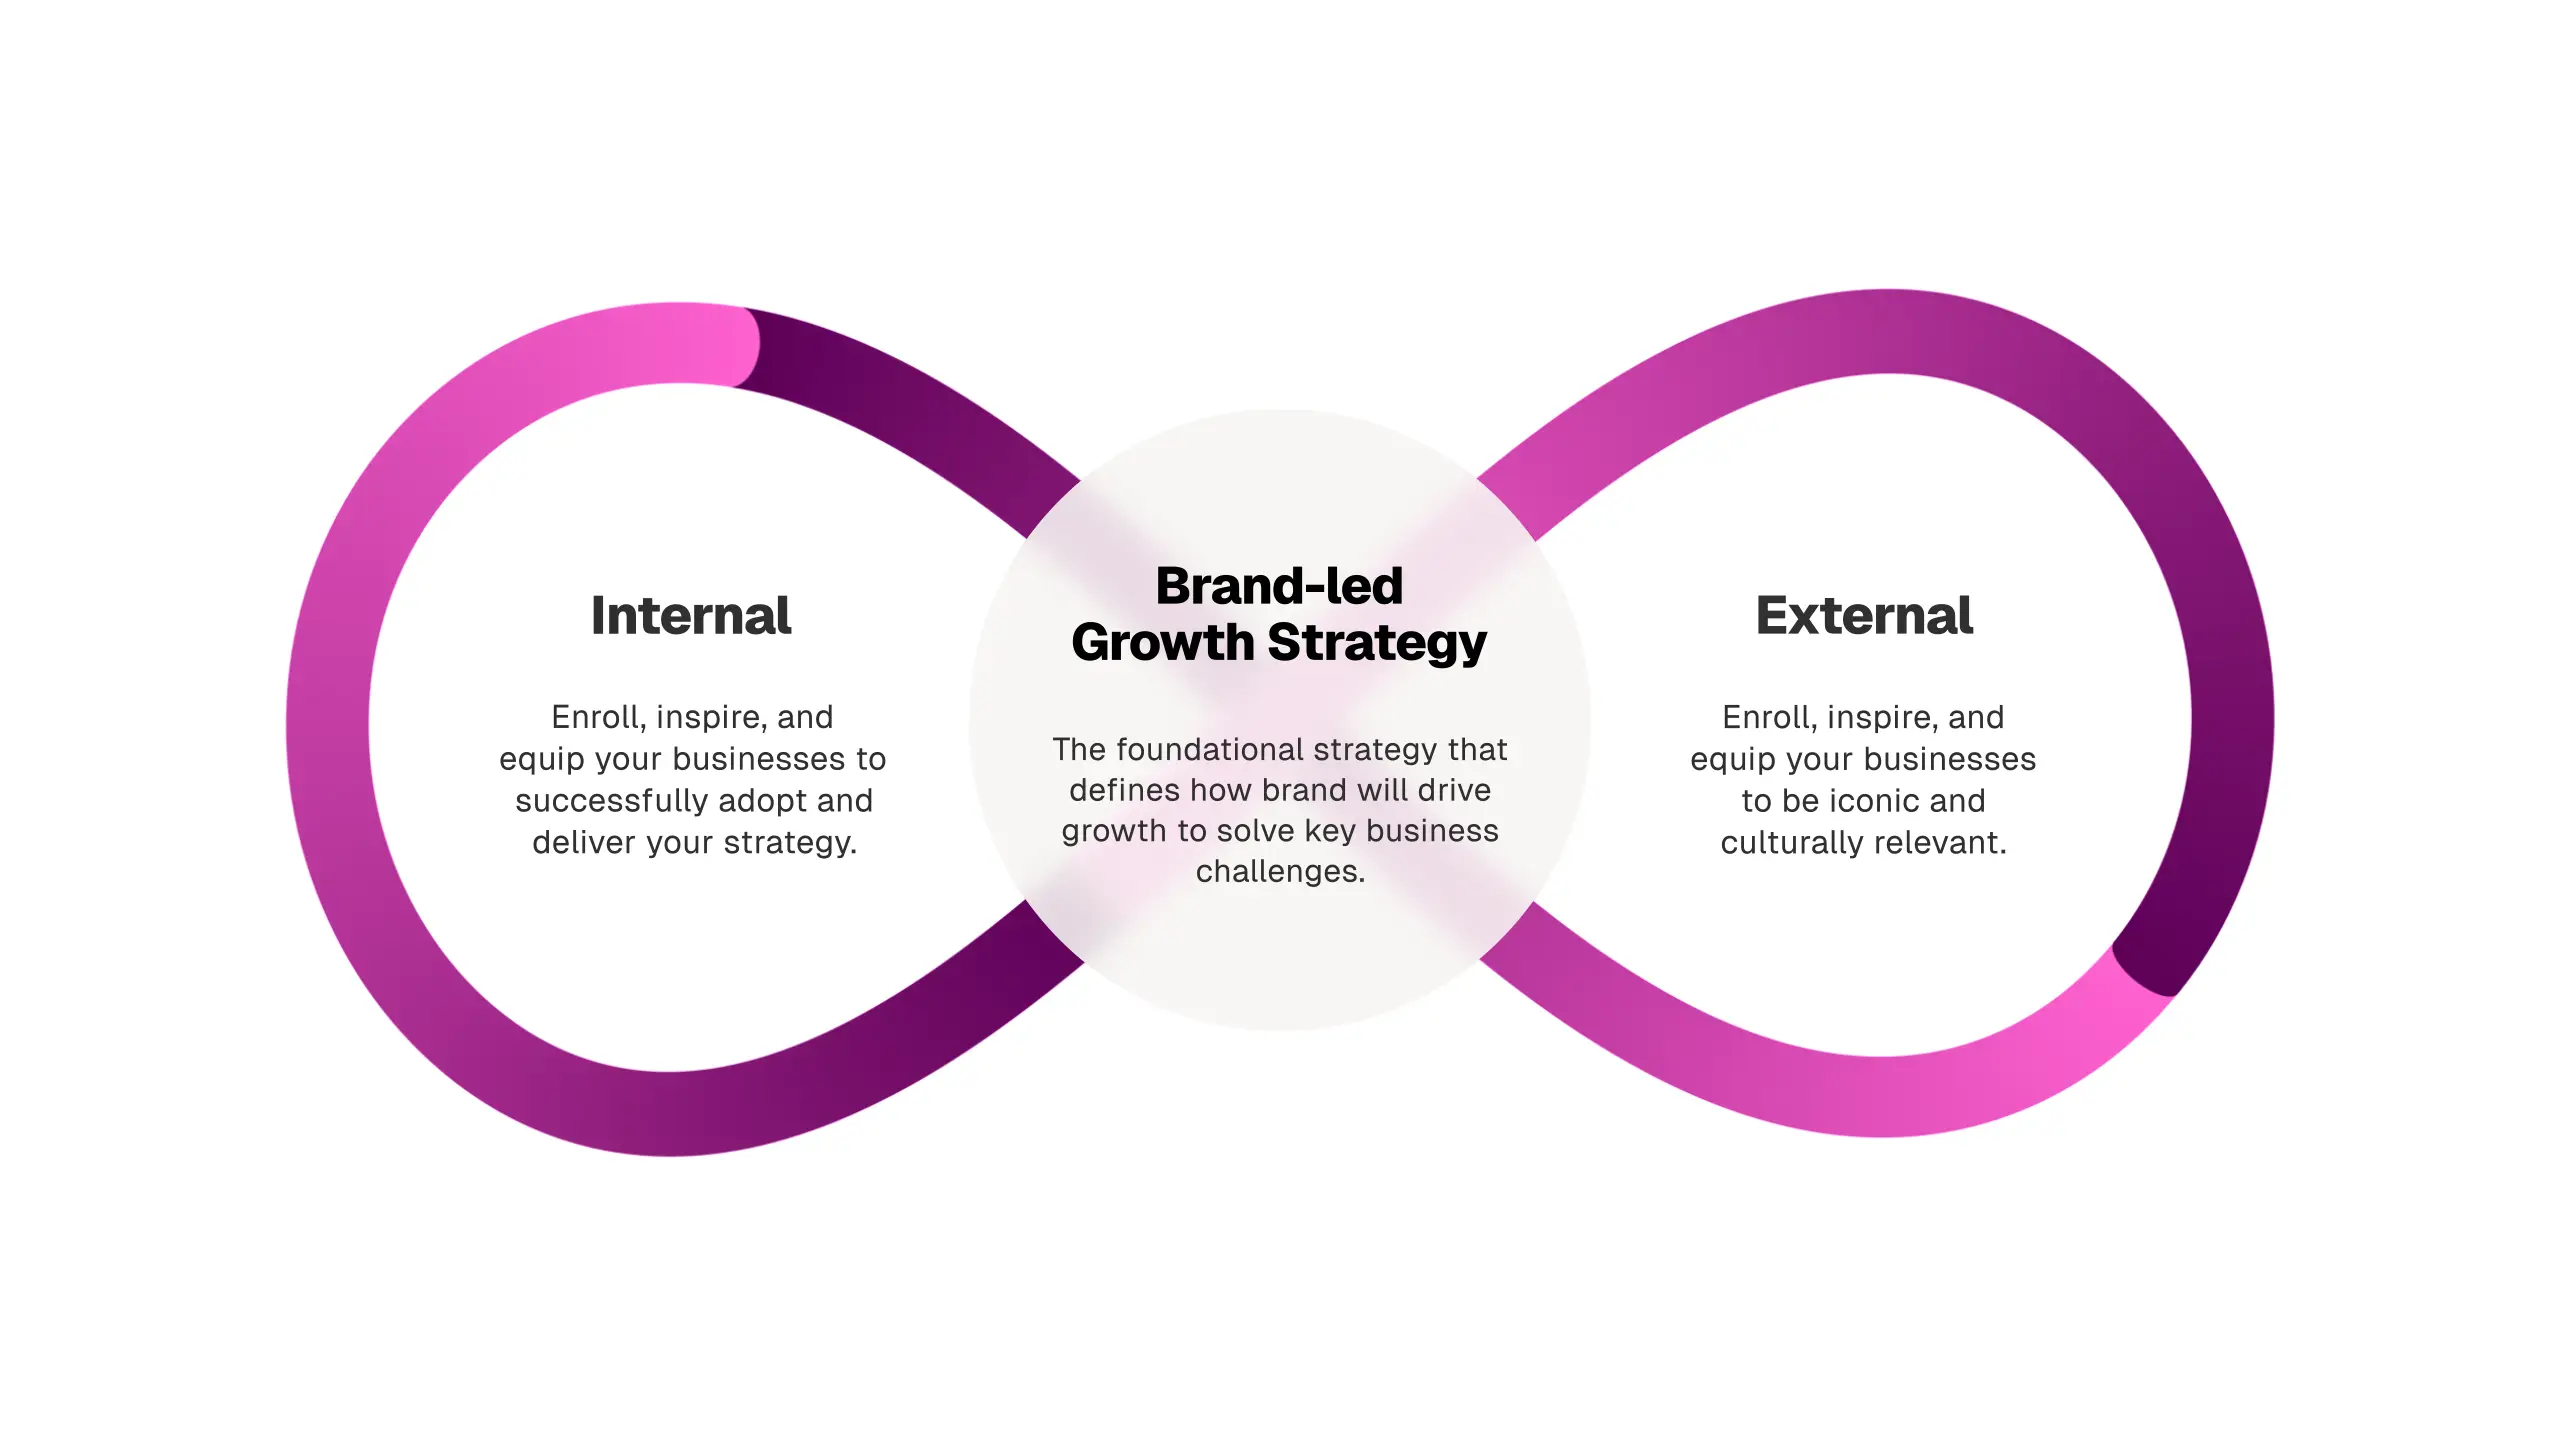 Internal
Enroll, inspire, and
equip your businesses to
successfully adopt and
deliver your strategy.
Brand-led
Growth Strategy
The foundational strategy that
defines how brand will drive
growth to solve key business
challenges.
External
Enroll, inspire, and
equip your businesses
to be iconic and
culturally relevant.